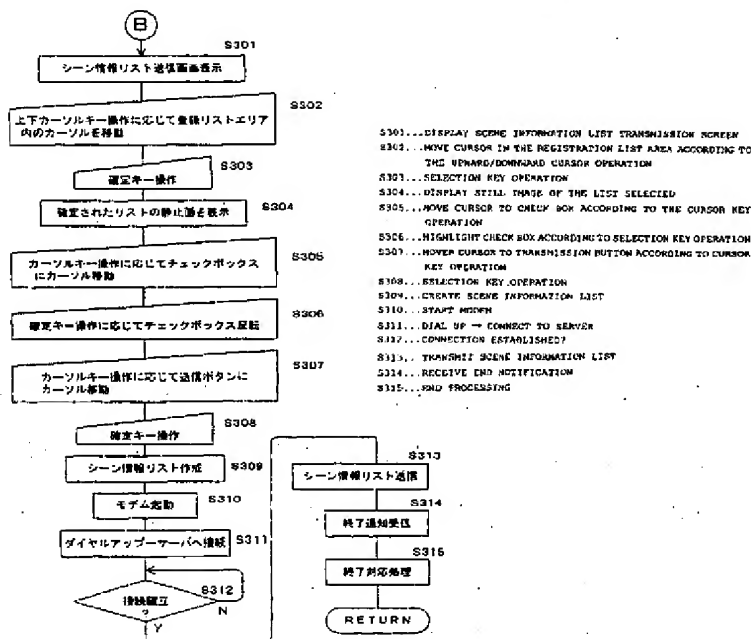 B
S301
シーン情報リスト送信画面表示
S302
上下カーソルキー操作に応じて登録リストエリア
内のカーソルを移動
S303
確定キー操作
S304
確定されたリストの静止画を表示
S305
カーソルキー操作に応じてチェックボックス
にカーソル移動
S306
確定キー操作に応じてチェックボックス反転
S307
カーソルキー操作に応じて送信ボタンに
カーソル移動
S308
確定キー操作
シーン情報リスト作成
S309
S310
モデム起動
ダイヤルアップーサーバへ接続
S311
S312
接続確立
?
N
Y
S313
シーン情報リスト送信
S314
終了通知受信
S315
終了対応処理
RETURN
S301...DISPLAY SCENE INFORMATION LIST TRANSMISSION SCREEN
S302...MOVE CURSOR IN THE REGISTRATION LIST AREA ACCORDING TO
THE UPWARD/DOWNWARD CURSOR OPERATION
S303...SELECTION KEY OPERATION
S304...DISPLAY STILL IMAGE OF THE LIST SELECTED
S305...MOVE CURSOR TO CHECK BOX ACCORDING TO THE CURSOR KEY
OPERATION
S306...HIGHLIGHT CHECK BOX ACCORDING TO SELECTION KEY OPERATION
S307...MOVER CURSOR TO TRANSMISSION BUTTON ACCORDING TO CURSOR
KEY OPERATION
S308...SELECTION KEY OPERATION
S309...CREATE SCENE INFORMATION LIST
S310...START MODEM
S311...DIAL UP → CONNECT TO SERVER
S312...CONNECTION ESTABLISHED?
S313...TRANSMIT SCENE INFORMATION LIST
S314...RECEIVE END NOTIFICATION
S315...END PROCESSING